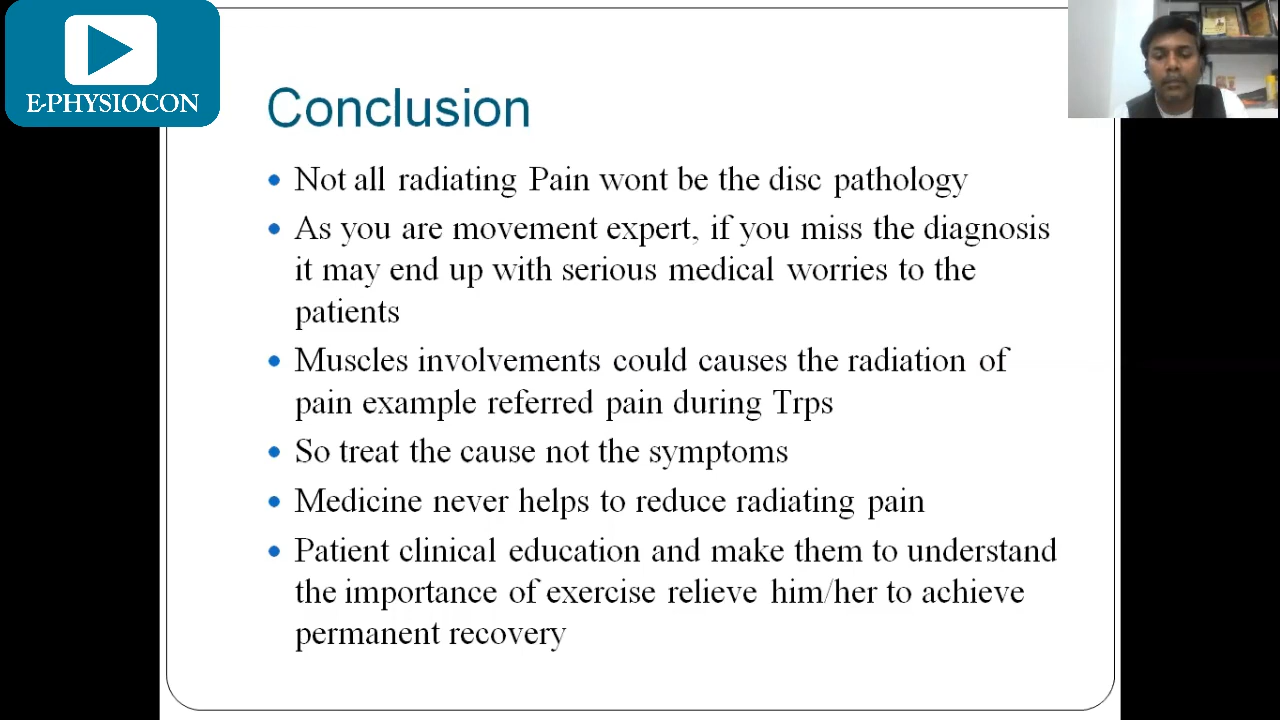 E-PHYSIOCON
Conclusion
• Not all radiating Pain wont be the disc pathology
• As you are movement expert, if you miss the diagnosis
it may end up with serious medical worries to the
patients
• Muscles involvements could causes the radiation of
pain example referred pain during Trps
• So treat the cause not the symptoms
• Medicine never helps to reduce radiating pain
• Patient clinical education and make them to understand
the importance of exercise relieve him/her to achieve
permanent recovery